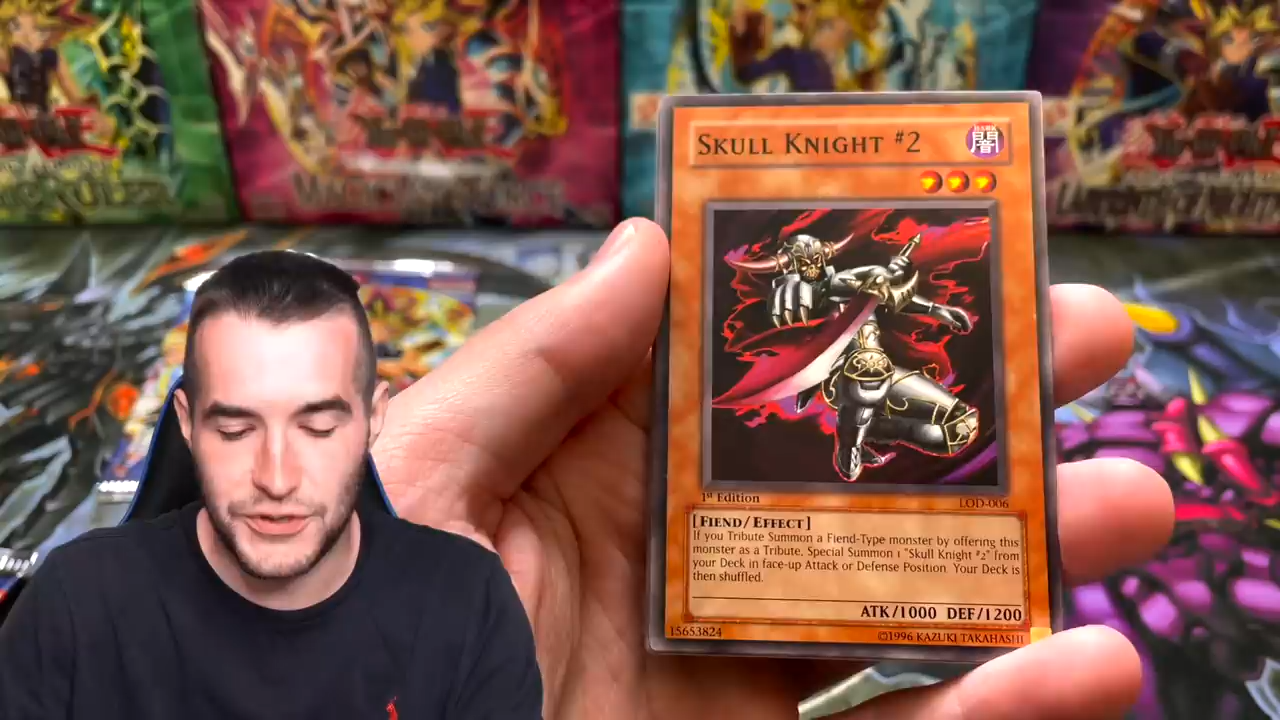 SKULL KNIGHT #2
DARK
闇
1st Edition
LOD-006
[FIEND/EFFECT]
If you Tribute Summon a Fiend-Type monster by offering this
monster as a Tribute, Special Summon 1 "Skull Knight #2" from
your Deck in face-up Attack or Defense Position. Your Deck is
then shuffled.
ATK/1000 DEF/1200
15653824
©1996 KAZUKI TAKAHASHI